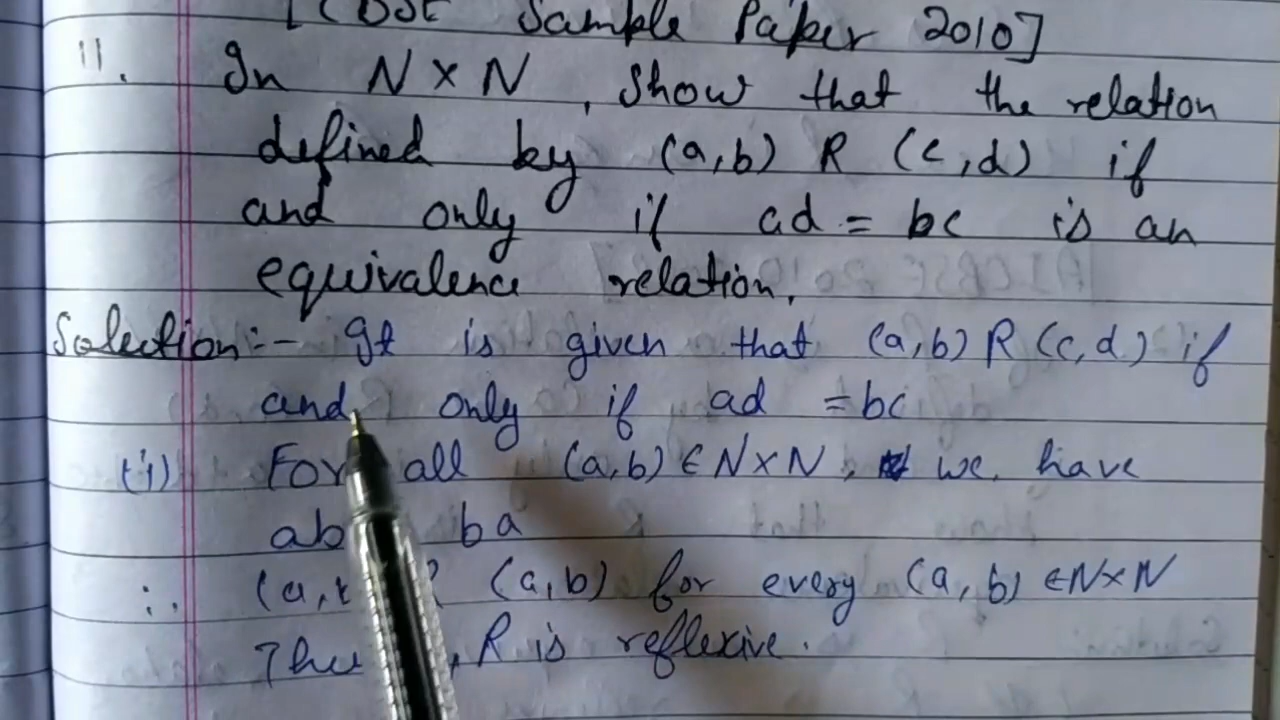 [CBSE Sample Paper 2010]
11. In N×N, show that the relation
defined by (a,b) R (c,d) if
and only if ad = bc is an
equivalence relation.
Solution:- It is given that (a,b) R (c,d) if
and only if ad = bc
(i) For all (a,b) ∈ N×N, we have
ab ba
∴ (a, (a,b) for every (a,b) ∈N×N
, R is reflexive.